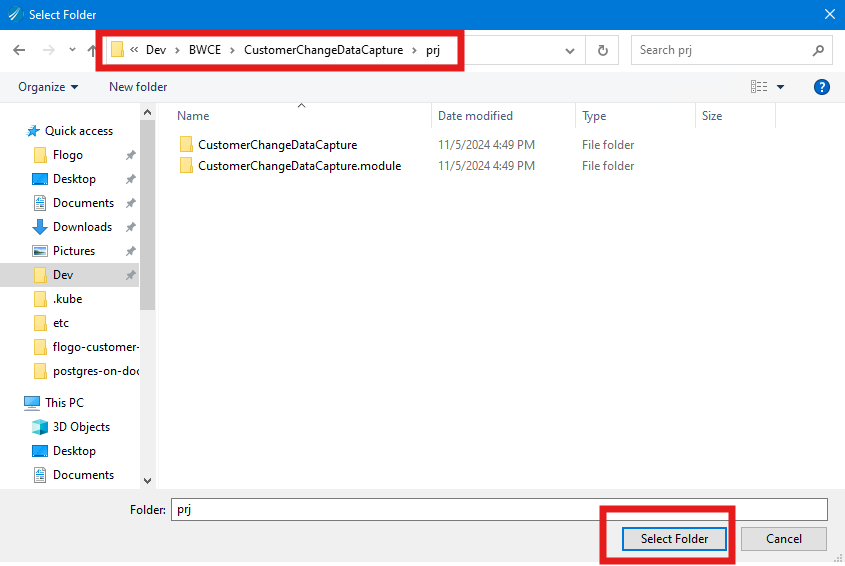 Select Folder
« Dev > BWCE > CustomerChangeDataCapture > prj
Search prj
Organize New folder ?
Name Date modified Type Size
CustomerChangeDataCapture 11/5/2024 4:49 PM File folder
CustomerChangeDataCapture.module 11/5/2024 4:49 PM File folder
Quick access
Flogo
Desktop
Documents
Downloads
Pictures
Dev
.kube
etc
flogo-customer-
postgres-on-doc
This PC
3D Objects
Desktop
Documents
Folder: prj
Select Folder Cancel